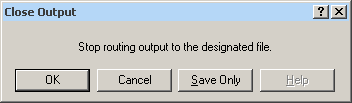 Close Output
Stop routing output to the designated file.
OK Cancel Save Only Help